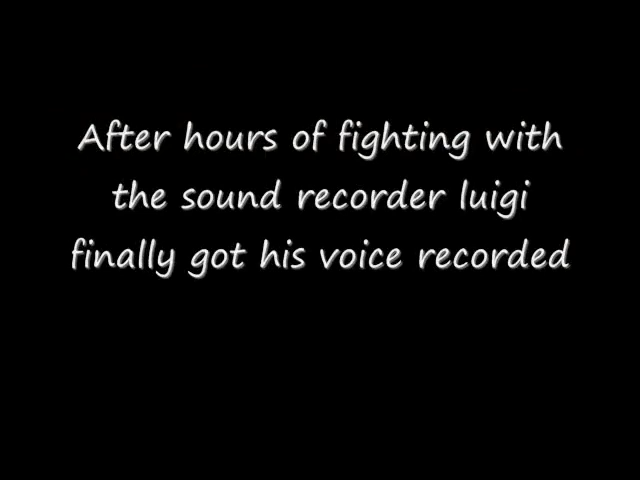 After hours of fighting with
the sound recorder luigi
finally got his voice recorded